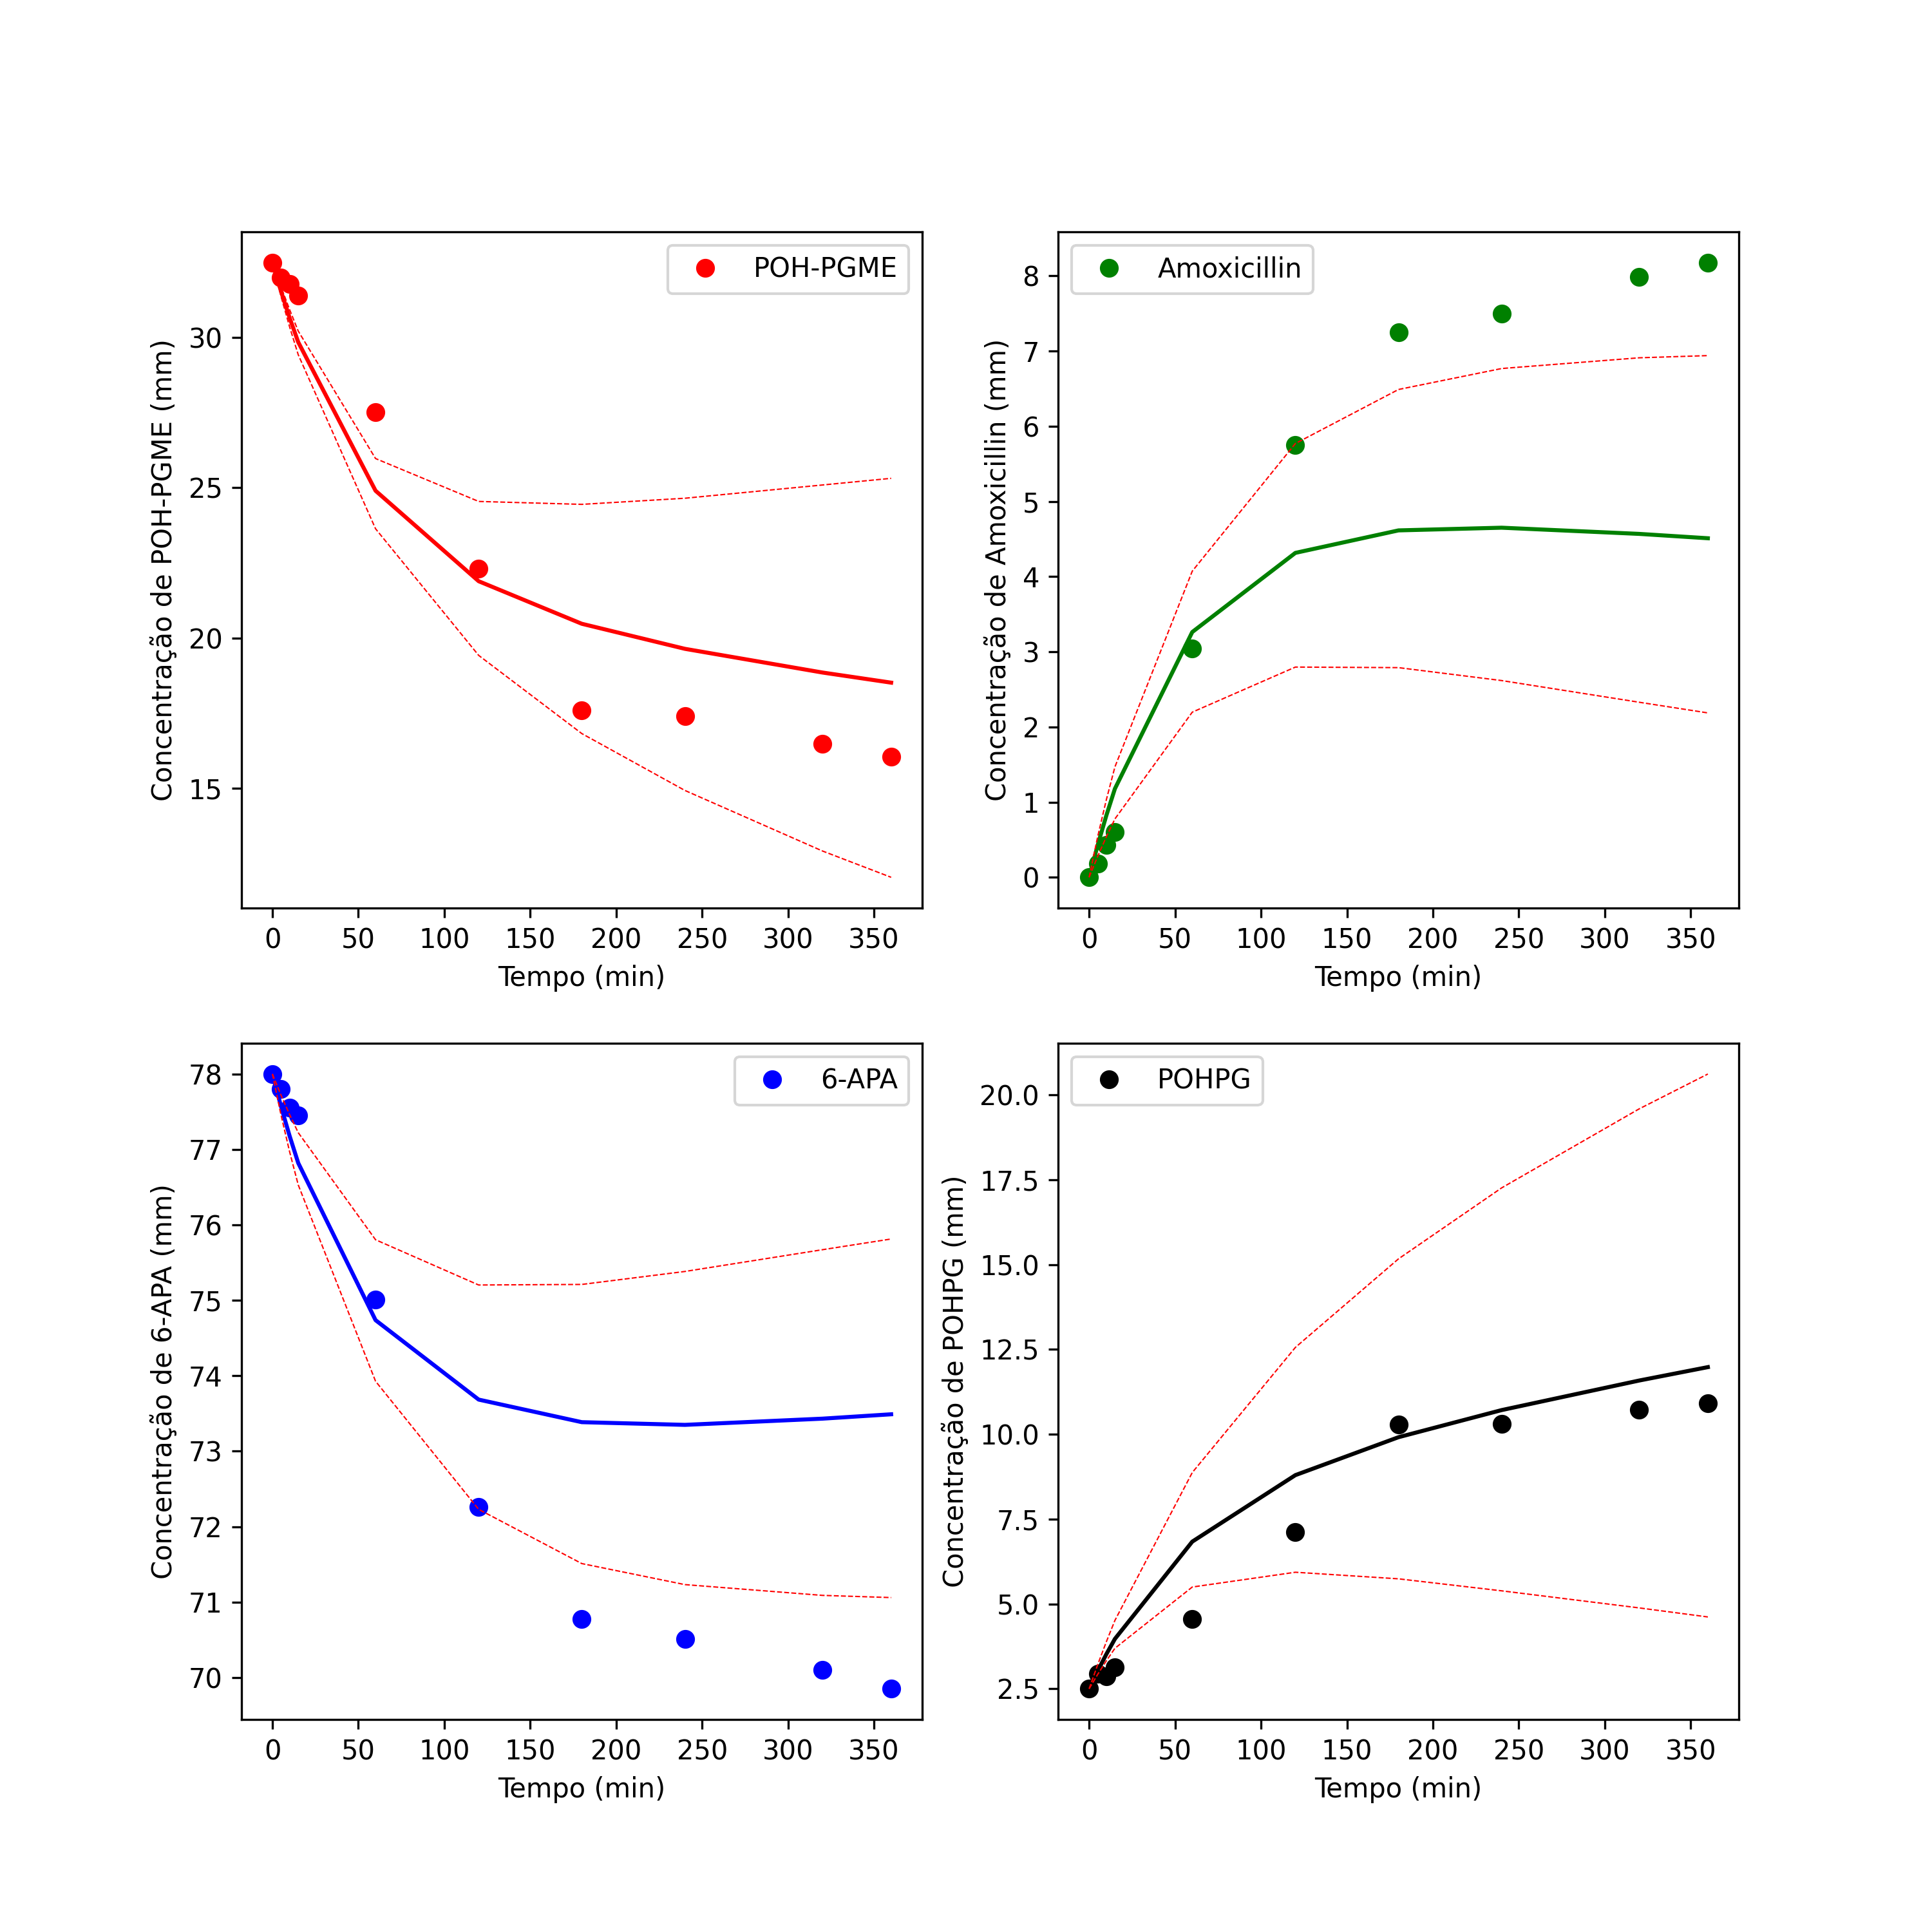 POH-PGME
Concentração de POH-PGME (mm)
30
25
20
15
0 50 100 150 200 250 300 350
Tempo (min)
Amoxicillin
Concentração de Amoxicillin (mm)
8
7
6
5
4
3
2
1
0
0 50 100 150 200 250 300 350
Tempo (min)
6-APA
Concentração de 6-APA (mm)
78
77
76
75
74
73
72
71
70
0 50 100 150 200 250 300 350
Tempo (min)
POHPG
Concentração de POHPG (mm)
20.0
17.5
15.0
12.5
10.0
7.5
5.0
2.5
0 50 100 150 200 250 300 350
Tempo (min)